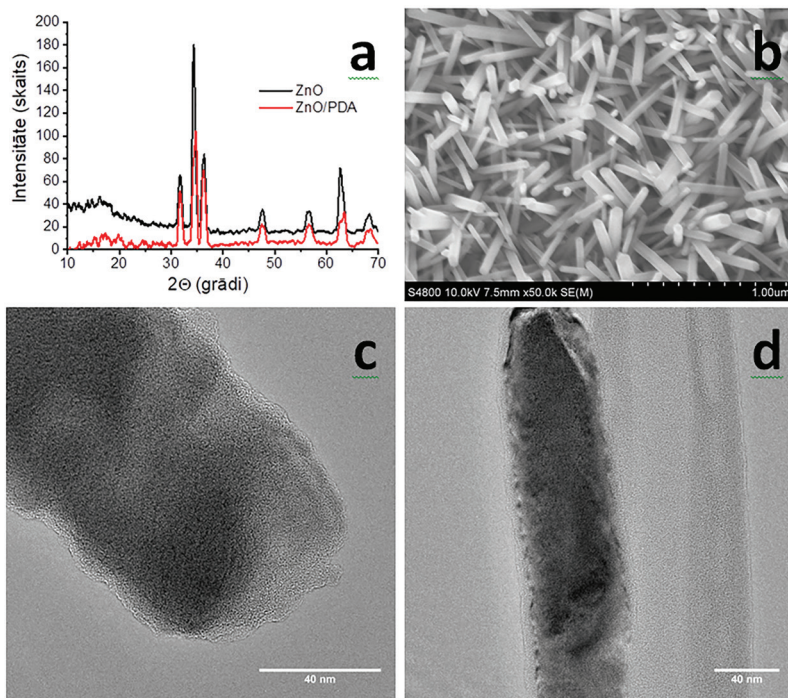 a
200
180
160
140
120
100
80
60
40
20
0
Intensitāte (skaits)
ZnO
ZnO/PDA
10 20 30 40 50 60 70
2Θ (grādi)
b
S4800 10.0kV 7.5mm x50.0k SE(M) 1.00um
c
40 nm
d
40 nm